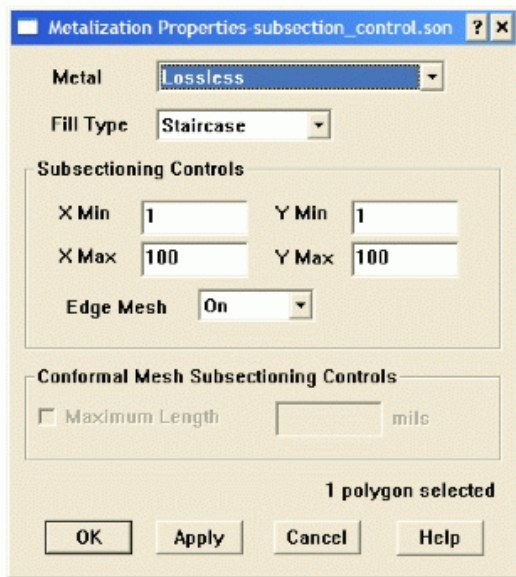 Metalization Properties-subsection_control.son ? ×
Metal Lossless
Fill Type Staircase
Subsectioning Controls
X Min 1 Y Min 1
X Max 100 Y Max 100
Edge Mesh On
Conformal Mesh Subsectioning Controls
Maximum Length mils
1 polygon selected
OK Apply Cancel Help